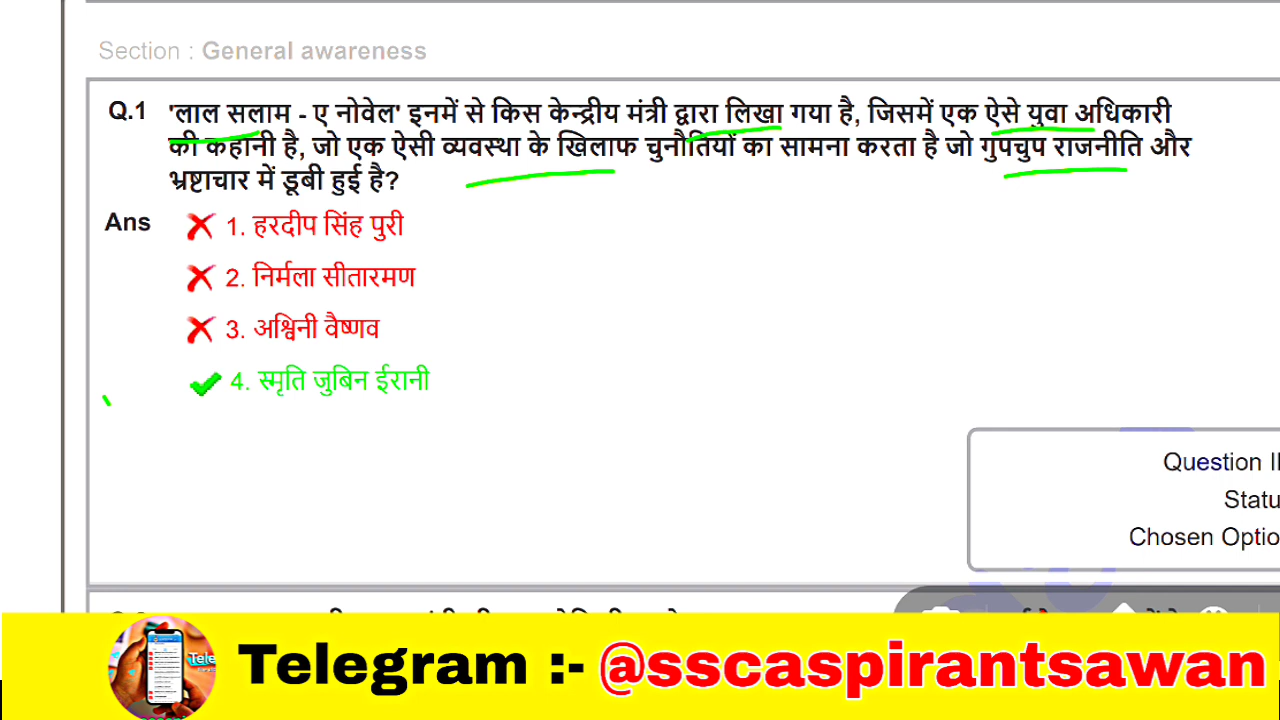 Section : General awareness
Q.1 'लाल सलाम - ए नोवेल' इनमें से किस केन्द्रीय मंत्री द्वारा लिखा गया है, जिसमें एक ऐसे युवा अधिकारी
की कहानी है, जो एक ऐसी व्यवस्था के खिलाफ चुनौतियों का सामना करता है जो गुपचुप राजनीति और
भ्रष्टाचार में डूबी हुई है?
Ans 1. हरदीप सिंह पुरी
2. निर्मला सीतारमण
3. अश्विनी वैष्णव
4. स्मृति जुबिन ईरानी
Question
Statu
Chosen Optio
Telegram :- @sscaspirantsawan